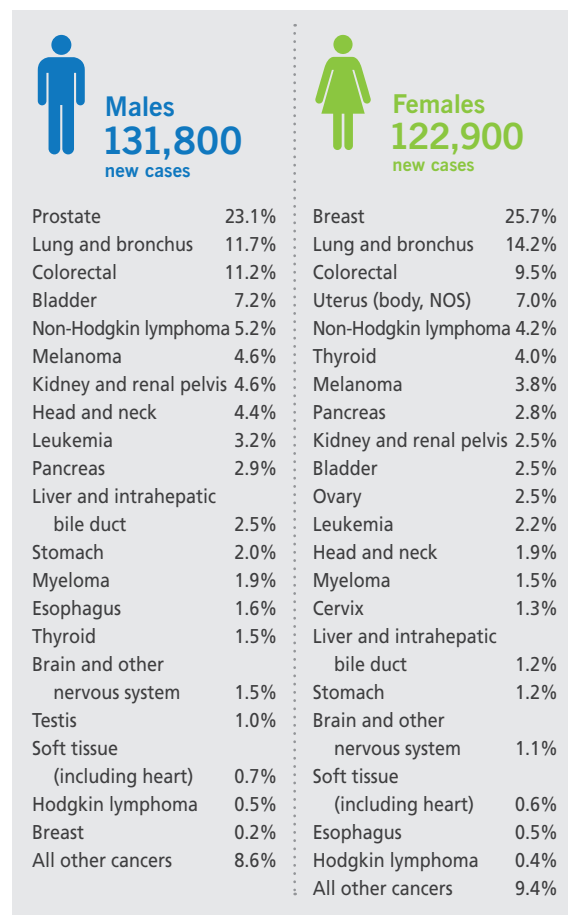 Males
131,800
new cases
Prostate 23.1%
Lung and bronchus 11.7%
Colorectal 11.2%
Bladder 7.2%
Non-Hodgkin lymphoma 5.2%
Melanoma 4.6%
Kidney and renal pelvis 4.6%
Head and neck 4.4%
Leukemia 3.2%
Pancreas 2.9%
Liver and intrahepatic
bile duct 2.5%
Stomach 2.0%
Myeloma 1.9%
Esophagus 1.6%
Thyroid 1.5%
Brain and other
nervous system 1.5%
Testis 1.0%
Soft tissue
(including heart) 0.7%
Hodgkin lymphoma 0.5%
Breast 0.2%
All other cancers 8.6%
Females
122,900
new cases
Breast 25.7%
Lung and bronchus 14.2%
Colorectal 9.5%
Uterus (body, NOS) 7.0%
Non-Hodgkin lymphoma 4.2%
Thyroid 4.0%
Melanoma 3.8%
Pancreas 2.8%
Kidney and renal pelvis 2.5%
Bladder 2.5%
Ovary 2.5%
Leukemia 2.2%
Head and neck 1.9%
Myeloma 1.5%
Cervix 1.3%
Liver and intrahepatic
bile duct 1.2%
Stomach 1.2%
Brain and other
nervous system 1.1%
Soft tissue
(including heart) 0.6%
Esophagus 0.5%
Hodgkin lymphoma 0.4%
All other cancers 9.4%